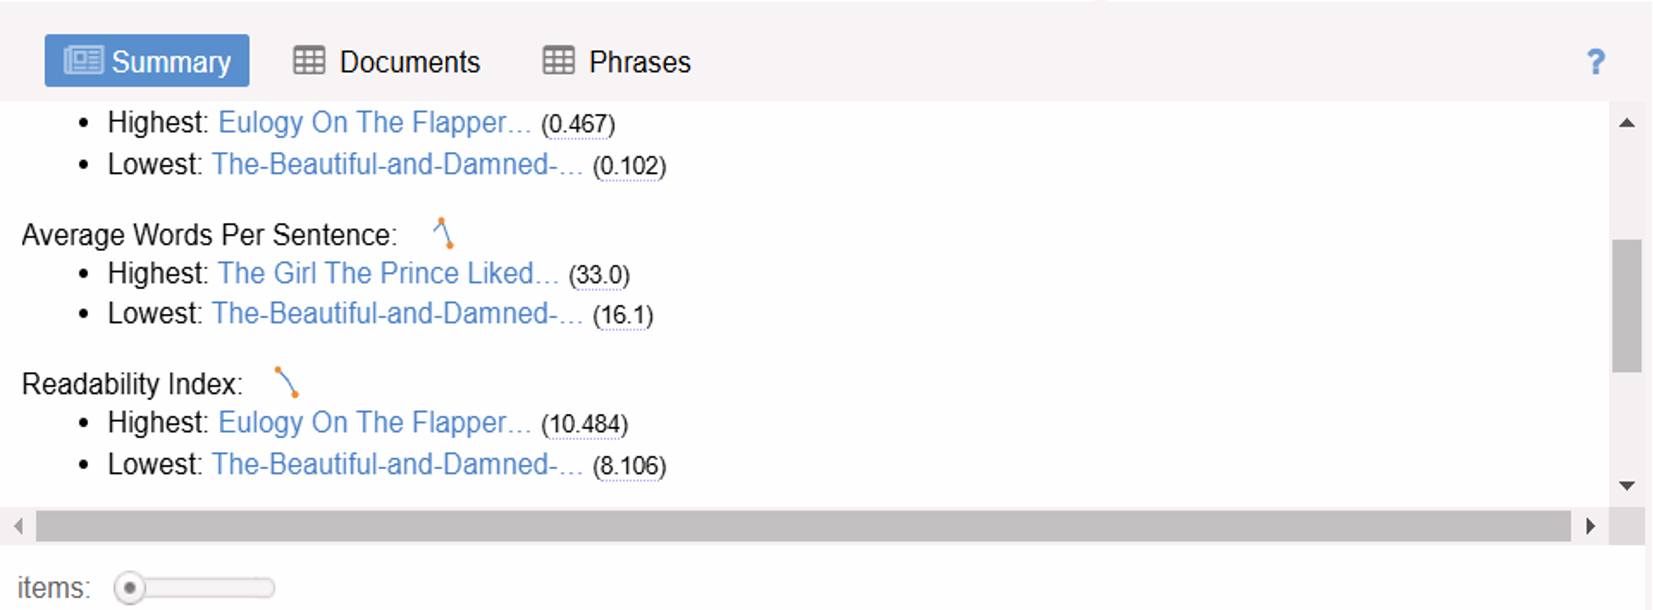 Summary Documents Phrases ?
• Highest: Eulogy On The Flapper... (0.467)
• Lowest: The-Beautiful-and-Damned-... (0.102)
Average Words Per Sentence:
• Highest: The Girl The Prince Liked... (33.0)
• Lowest: The-Beautiful-and-Damned-... (16.1)
Readability Index:
• Highest: Eulogy On The Flapper... (10.484)
• Lowest: The-Beautiful-and-Damned-... (8.106)
items: